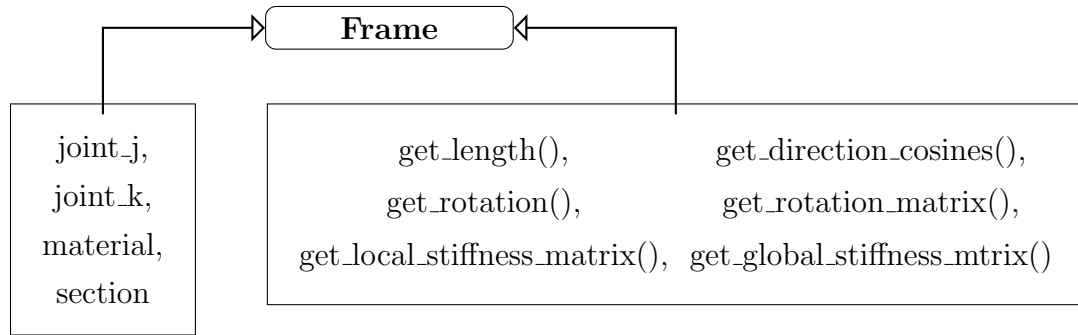 Frame
joint_j,
joint_k,
material,
section
get_length(), get_direction_cosines(),
get_rotation(), get_rotation_matrix(),
get_local_stiffness_matrix(), get_global_stiffness_mtrix()